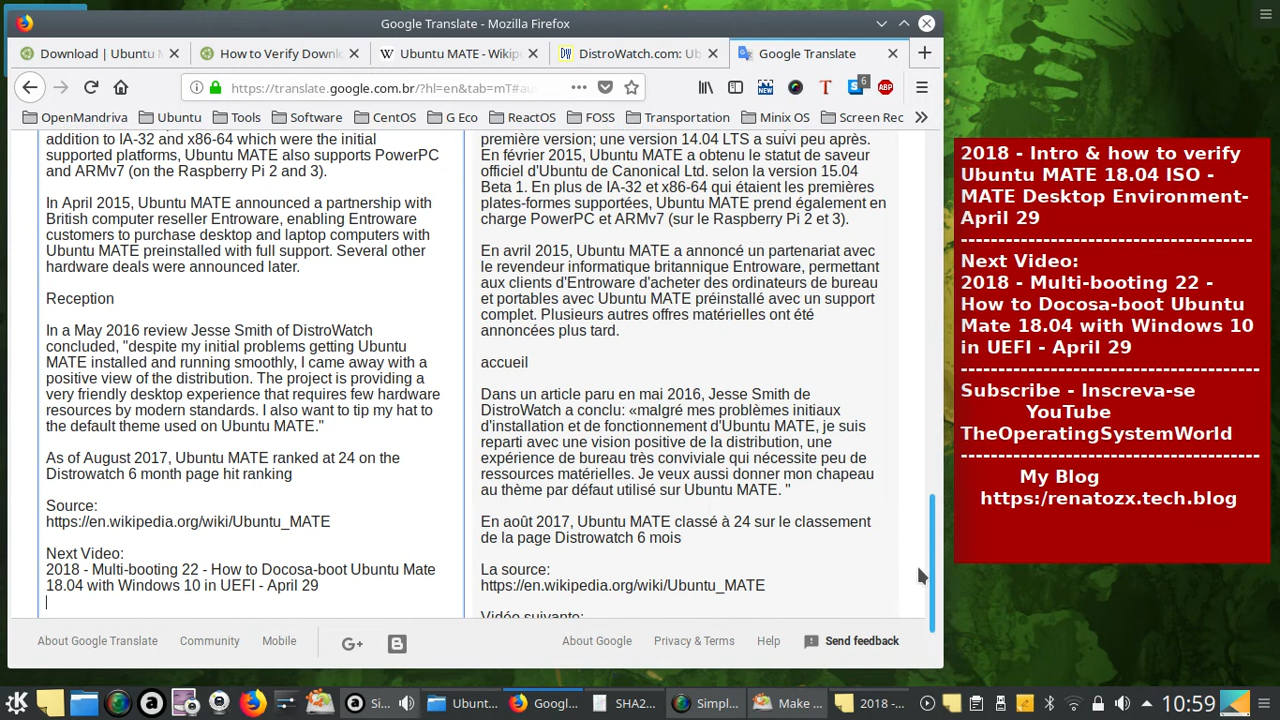 Google Translate - Mozilla Firefox
Download | Ubuntu M
How to Verify Downl
W Ubuntu MATE - Wikip
DW DistroWatch.com: Ub
Google Translate
https://translate.google.com.br/?hl=en&tab=mT#au
NEW
T
6
ABP
OpenMandriva
Ubuntu
Tools
Software
CentOS
G Eco
ReactOS
FOSS
Transportation
Minix OS
Screen Rec
addition to IA-32 and x86-64 which were the initial
supported platforms, Ubuntu MATE also supports PowerPC
and ARMv7 (on the Raspberry Pi 2 and 3).
In April 2015, Ubuntu MATE announced a partnership with
British computer reseller Entroware, enabling Entroware
customers to purchase desktop and laptop computers with
Ubuntu MATE preinstalled with full support. Several other
hardware deals were announced later.
Reception
In a May 2016 review Jesse Smith of DistroWatch
concluded, "despite my initial problems getting Ubuntu
MATE installed and running smoothly, I came away with a
positive view of the distribution. The project is providing a
very friendly desktop experience that requires few hardware
resources by modern standards. I also want to tip my hat to
the default theme used on Ubuntu MATE."
As of August 2017, Ubuntu MATE ranked at 24 on the
Distrowatch 6 month page hit ranking
Source:
https://en.wikipedia.org/wiki/Ubuntu_MATE
Next Video:
2018 - Multi-booting 22 - How to Docosa-boot Ubuntu Mate
18.04 with Windows 10 in UEFI - April 29
première version; une version 14.04 LTS a suivi peu après.
En février 2015, Ubuntu MATE a obtenu le statut de saveur
officiel d'Ubuntu de Canonical Ltd. selon la version 15.04
Beta 1. En plus de IA-32 et x86-64 qui étaient les premières
plates-formes supportées, Ubuntu MATE prend également en
charge PowerPC et ARMv7 (sur le Raspberry Pi 2 et 3).
En avril 2015, Ubuntu MATE a annoncé un partenariat avec
le revendeur informatique britannique Entroware, permettant
aux clients d'Entroware d'acheter des ordinateurs de bureau
et portables avec Ubuntu MATE préinstallé avec un support
complet. Plusieurs autres offres matérielles ont été
annoncées plus tard.
accueil
Dans un article paru en mai 2016, Jesse Smith de
DistroWatch a conclu: «malgré mes problèmes initiaux
d'installation et de fonctionnement d'Ubuntu MATE, je suis
reparti avec une vision positive de la distribution, une
expérience de bureau très conviviale qui nécessite peu de
ressources matérielles. Je veux aussi donner mon chapeau
au thème par défaut utilisé sur Ubuntu MATE. "
En août 2017, Ubuntu MATE classé à 24 sur le classement
de la page Distrowatch 6 mois
La source:
https://en.wikipedia.org/wiki/Ubuntu_MATE
Vidéo suivante:
About Google Translate
Community
Mobile
G+
About Google
Privacy & Terms
Help
Send feedback
2018 - Intro & how to verify
Ubuntu MATE 18.04 ISO -
MATE Desktop Environment-
April 29
---------------------------------------
Next Video:
2018 - Multi-booting 22 -
How to Docosa-boot Ubuntu
Mate 18.04 with Windows 10
in UEFI - April 29
----------------------------------------
Subscribe - Inscreva-se
YouTube
TheOperatingSystemWorld
----------------------------------------
My Blog
https:/renatozx.tech.blog
Si...
Ubunt...
Googl...
SHA2...
Simpl...
Make ...
2018 -...
10:59